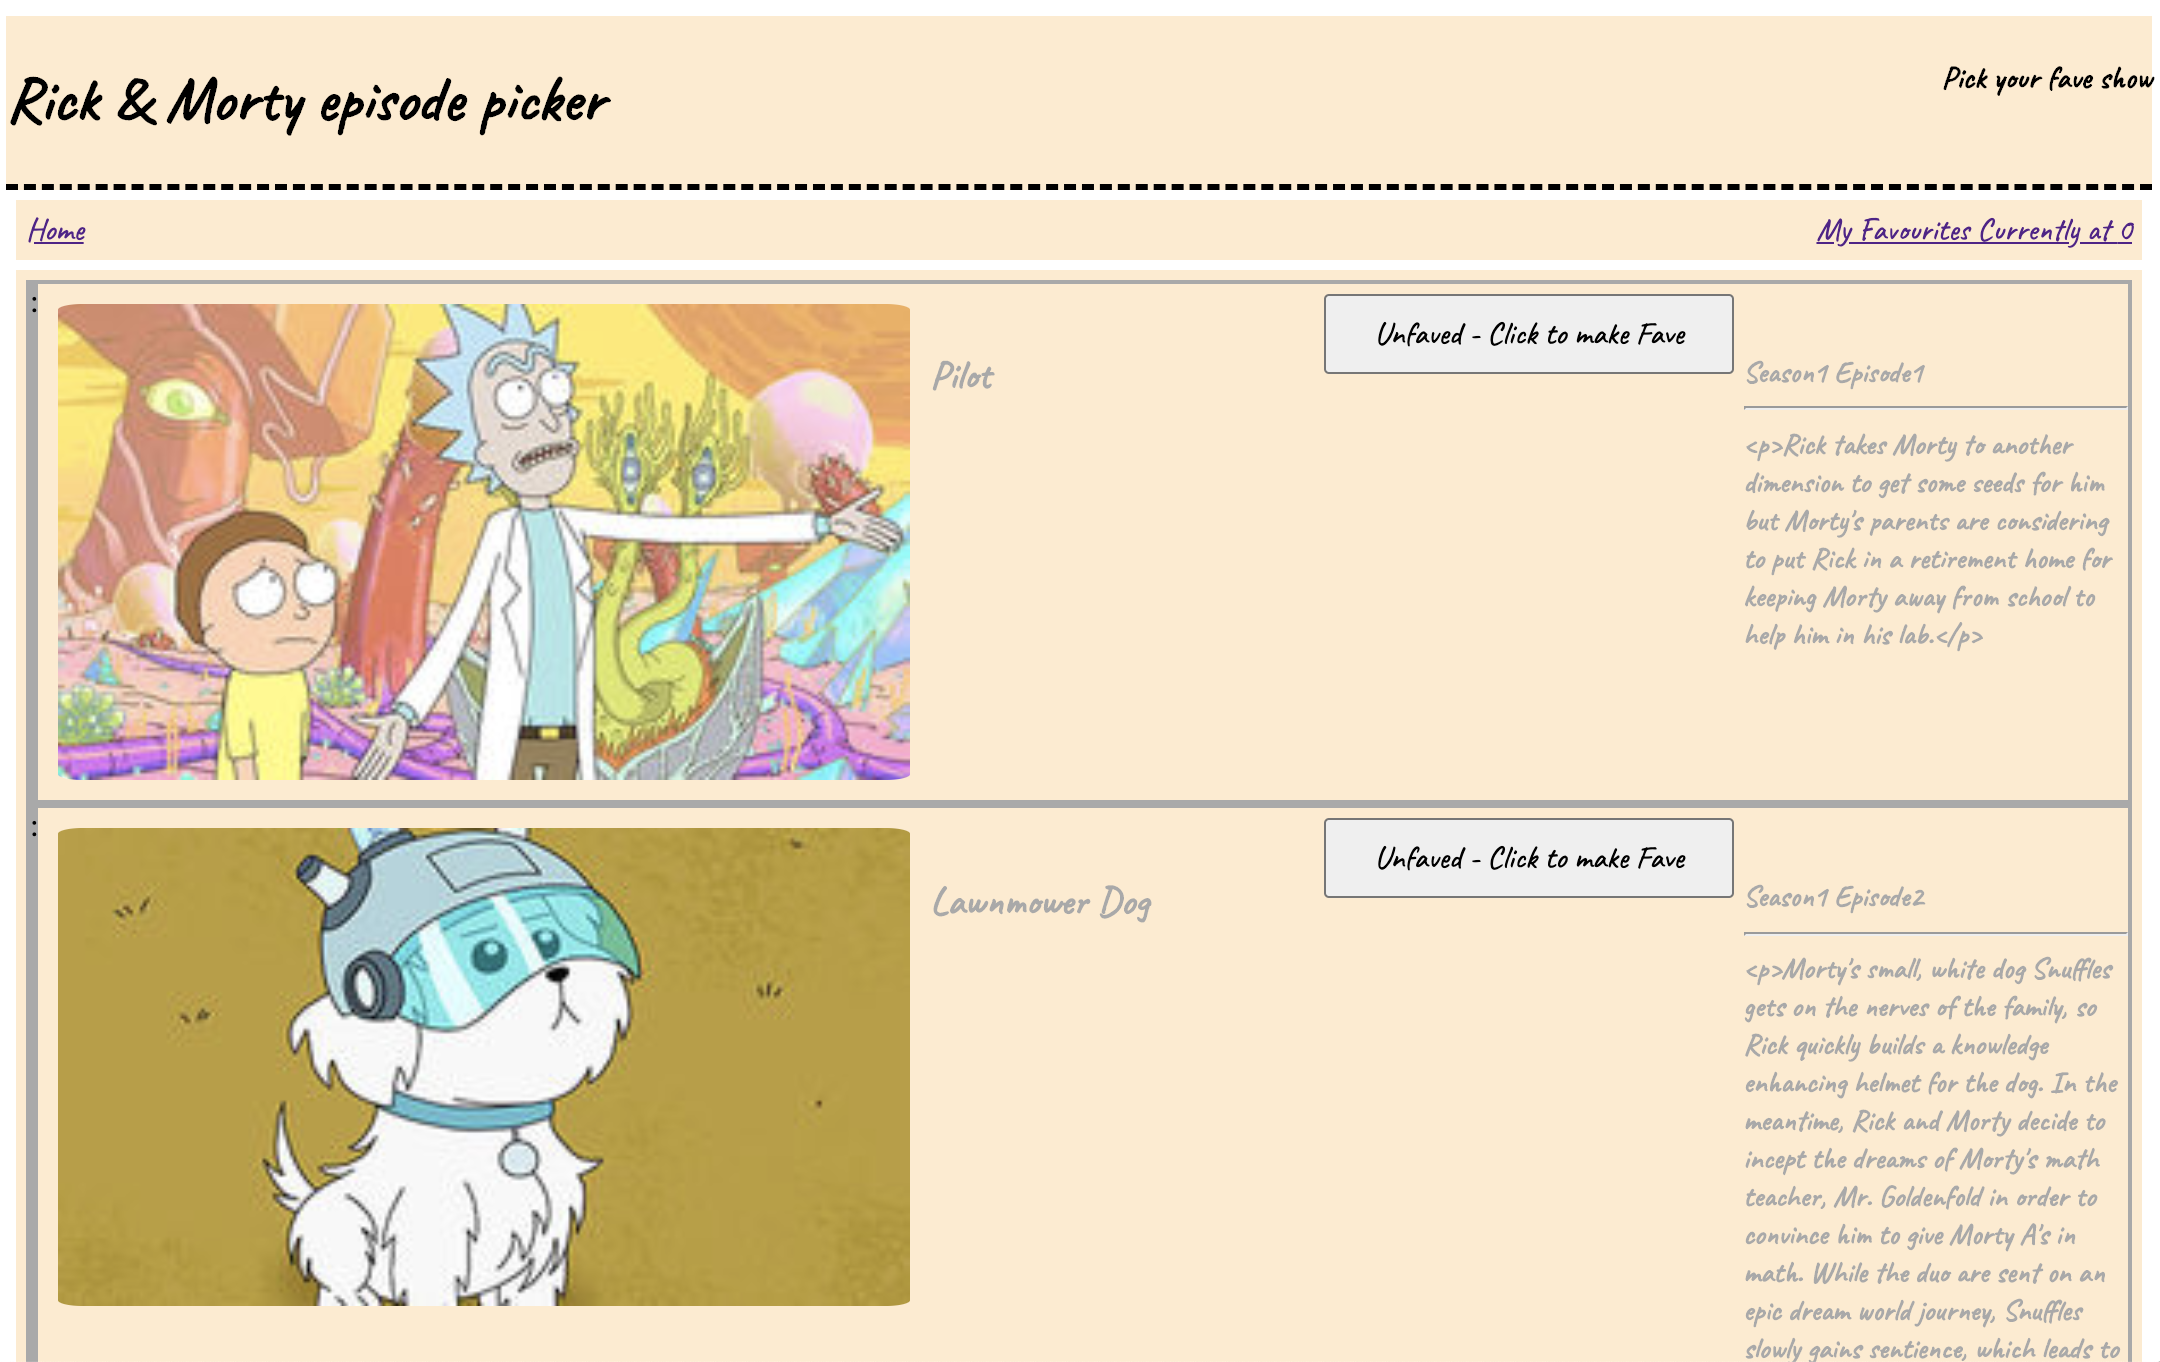 Rick & Morty episode picker
Pick your fave show
Home
My Favourites Currently at 0
:
Pilot
Unfaved - Click to make Fave
Season1 Episode1
<p>Rick takes Morty to another
dimension to get some seeds for him
but Morty's parents are considering
to put Rick in a retirement home for
keeping Morty away from school to
help him in his lab.</p>
:
Lawnmower Dog
Unfaved - Click to make Fave
Season1 Episode2
<p>Morty's small, white dog Snuffles
gets on the nerves of the family, so
Rick quickly builds a knowledge
enhancing helmet for the dog. In the
meantime, Rick and Morty decide to
incept the dreams of Morty's math
teacher, Mr. Goldenfold in order to
convince him to give Morty A's in
math. While the duo are sent on an
epic dream world journey, Snuffles
slowly gains sentience, which leads to